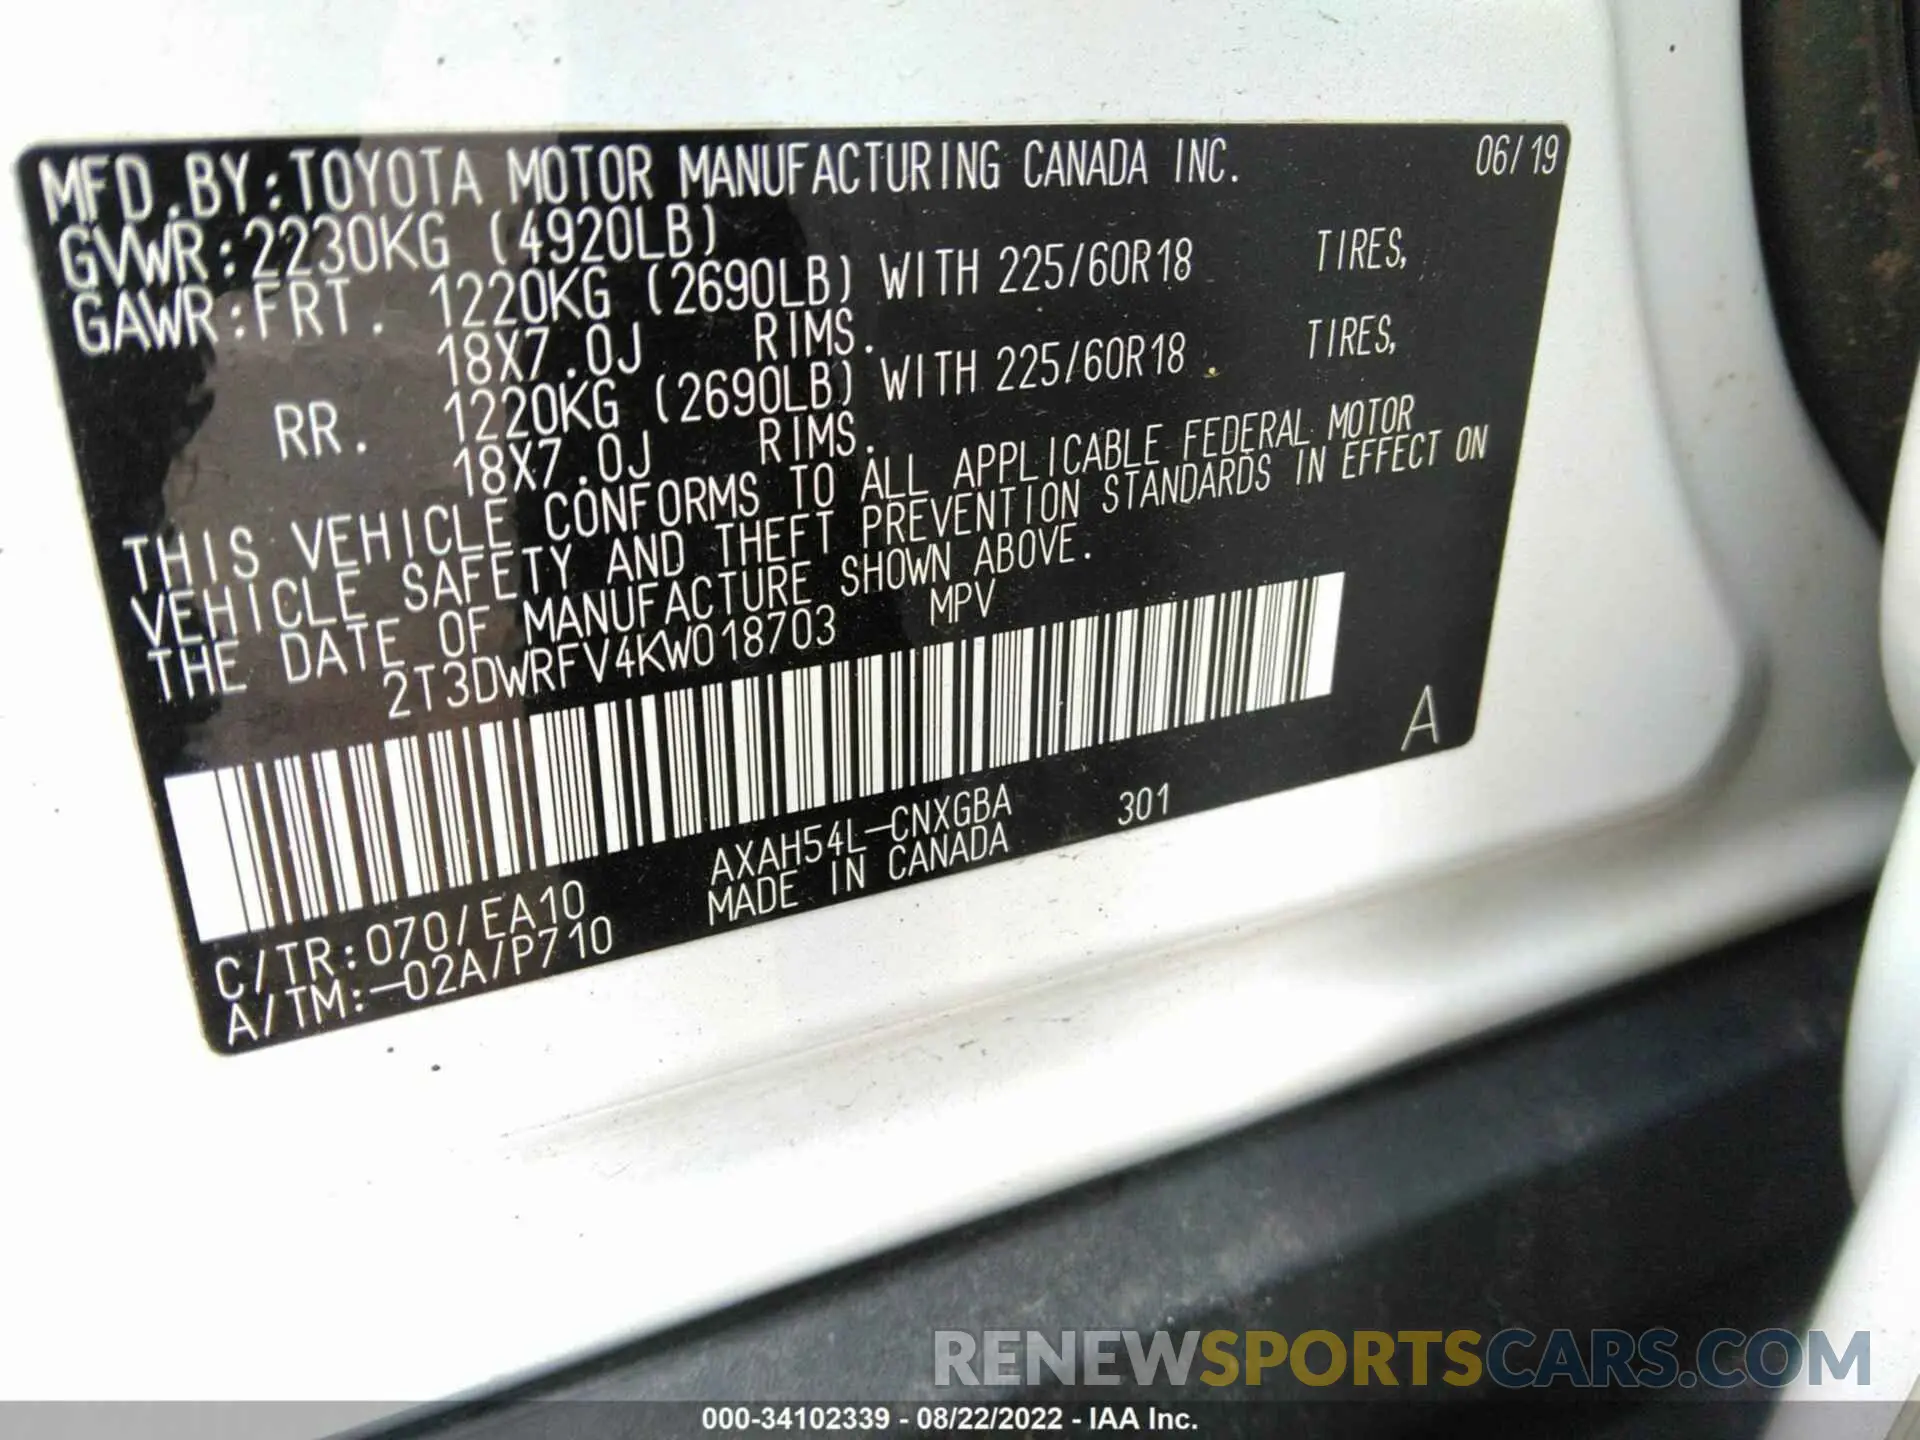 MFD.BY:TOYOTA MOTOR MANUFACTURING CANADA INC. 06/19
GVWR:2230KG (4920LB)
GAWR:FRT. 1220KG (2690LB) WITH 225/60R18 TIRES,
18X7.0J RIMS.
RR. 1220KG (2690LB) WITH 225/60R18 TIRES,
18X7.0J RIMS.
THIS VEHICLE CONFORMS TO ALL APPLICABLE FEDERAL MOTOR
VEHICLE SAFETY AND THEFT PREVENTION STANDARDS IN EFFECT ON
THE DATE OF MANUFACTURE SHOWN ABOVE.
2T3DWRFV4KW018703 MPV
A
C/TR:070/EA10 AXAH54L-CNXGBA 301
A/TM:-02A/P710 MADE IN CANADA
RENEWSPORTSCARS.COM
000-34102339 - 08/22/2022 - IAA Inc.